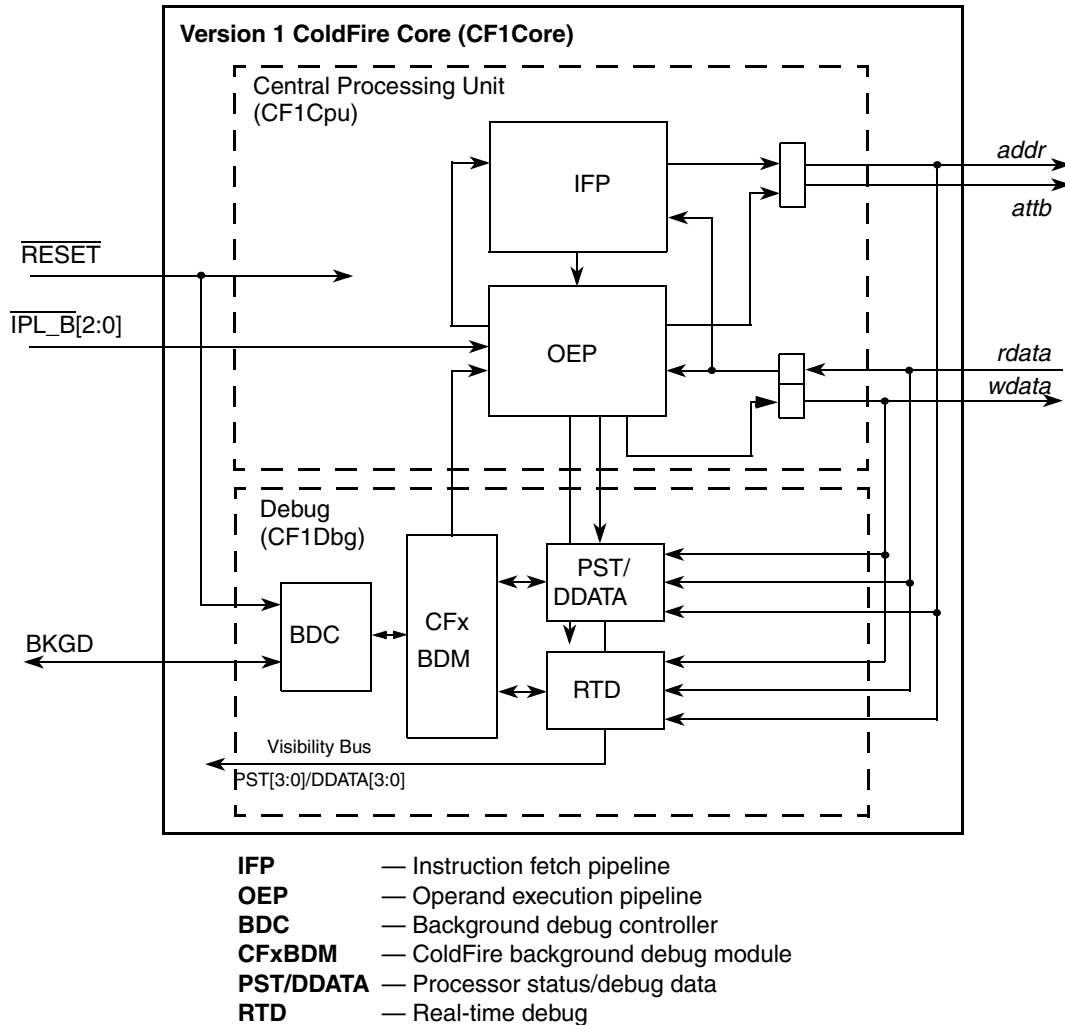 Version 1 ColdFire Core (CF1Core)
Central Processing Unit
(CF1Cpu)
IFP
addr
attb
RESET
IPL_B[2:0]
OEP
rdata
wdata
Debug
(CF1Dbg)
PST/
DDATA
CFx
BDM
BDC
BKGD
RTD
Visibility Bus
PST[3:0]/DDATA[3:0]
IFP — Instruction fetch pipeline
OEP — Operand execution pipeline
BDC — Background debug controller
CFxBDM — ColdFire background debug module
PST/DDATA — Processor status/debug data
RTD — Real-time debug